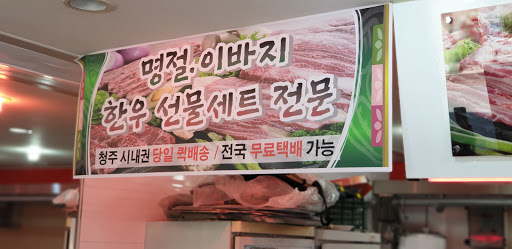 명절.이바지
한우 선물세트 전문
청주 시내권 당일 퀵배송 / 전국 무료택배 가능